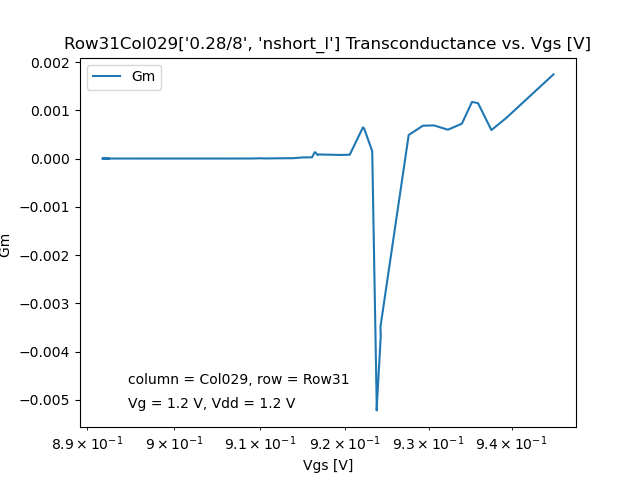 Row31Col029['0.28/8', 'nshort_l'] Transconductance vs. Vgs [V]
Gm
0.002
0.001
0.000
−0.001
−0.002
−0.003
−0.004
−0.005
Gm
column = Col029, row = Row31
Vg = 1.2 V, Vdd = 1.2 V
8.9 × 10⁻¹ 9 × 10⁻¹ 9.1 × 10⁻¹ 9.2 × 10⁻¹ 9.3 × 10⁻¹ 9.4 × 10⁻¹
Vgs [V]